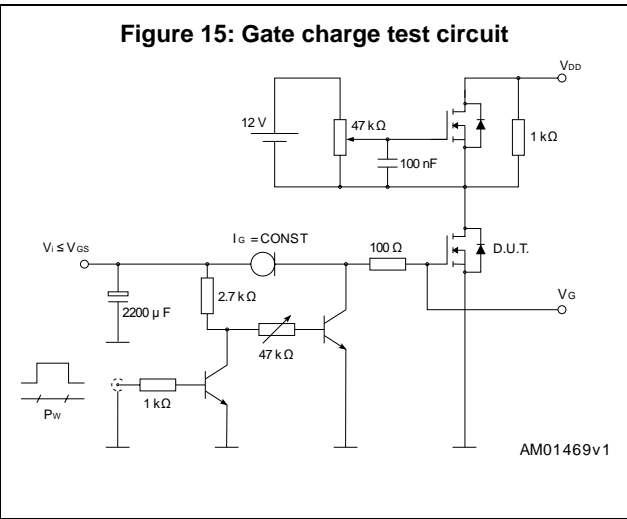 Figure 15: Gate charge test circuit
VDD
12 V
47 kΩ
1 kΩ
100 nF
Vi ≤ VGS
IG = CONST
100 Ω
D.U.T.
2.7 kΩ
VG
2200 µF
47 kΩ
1 kΩ
PW
AM01469v1